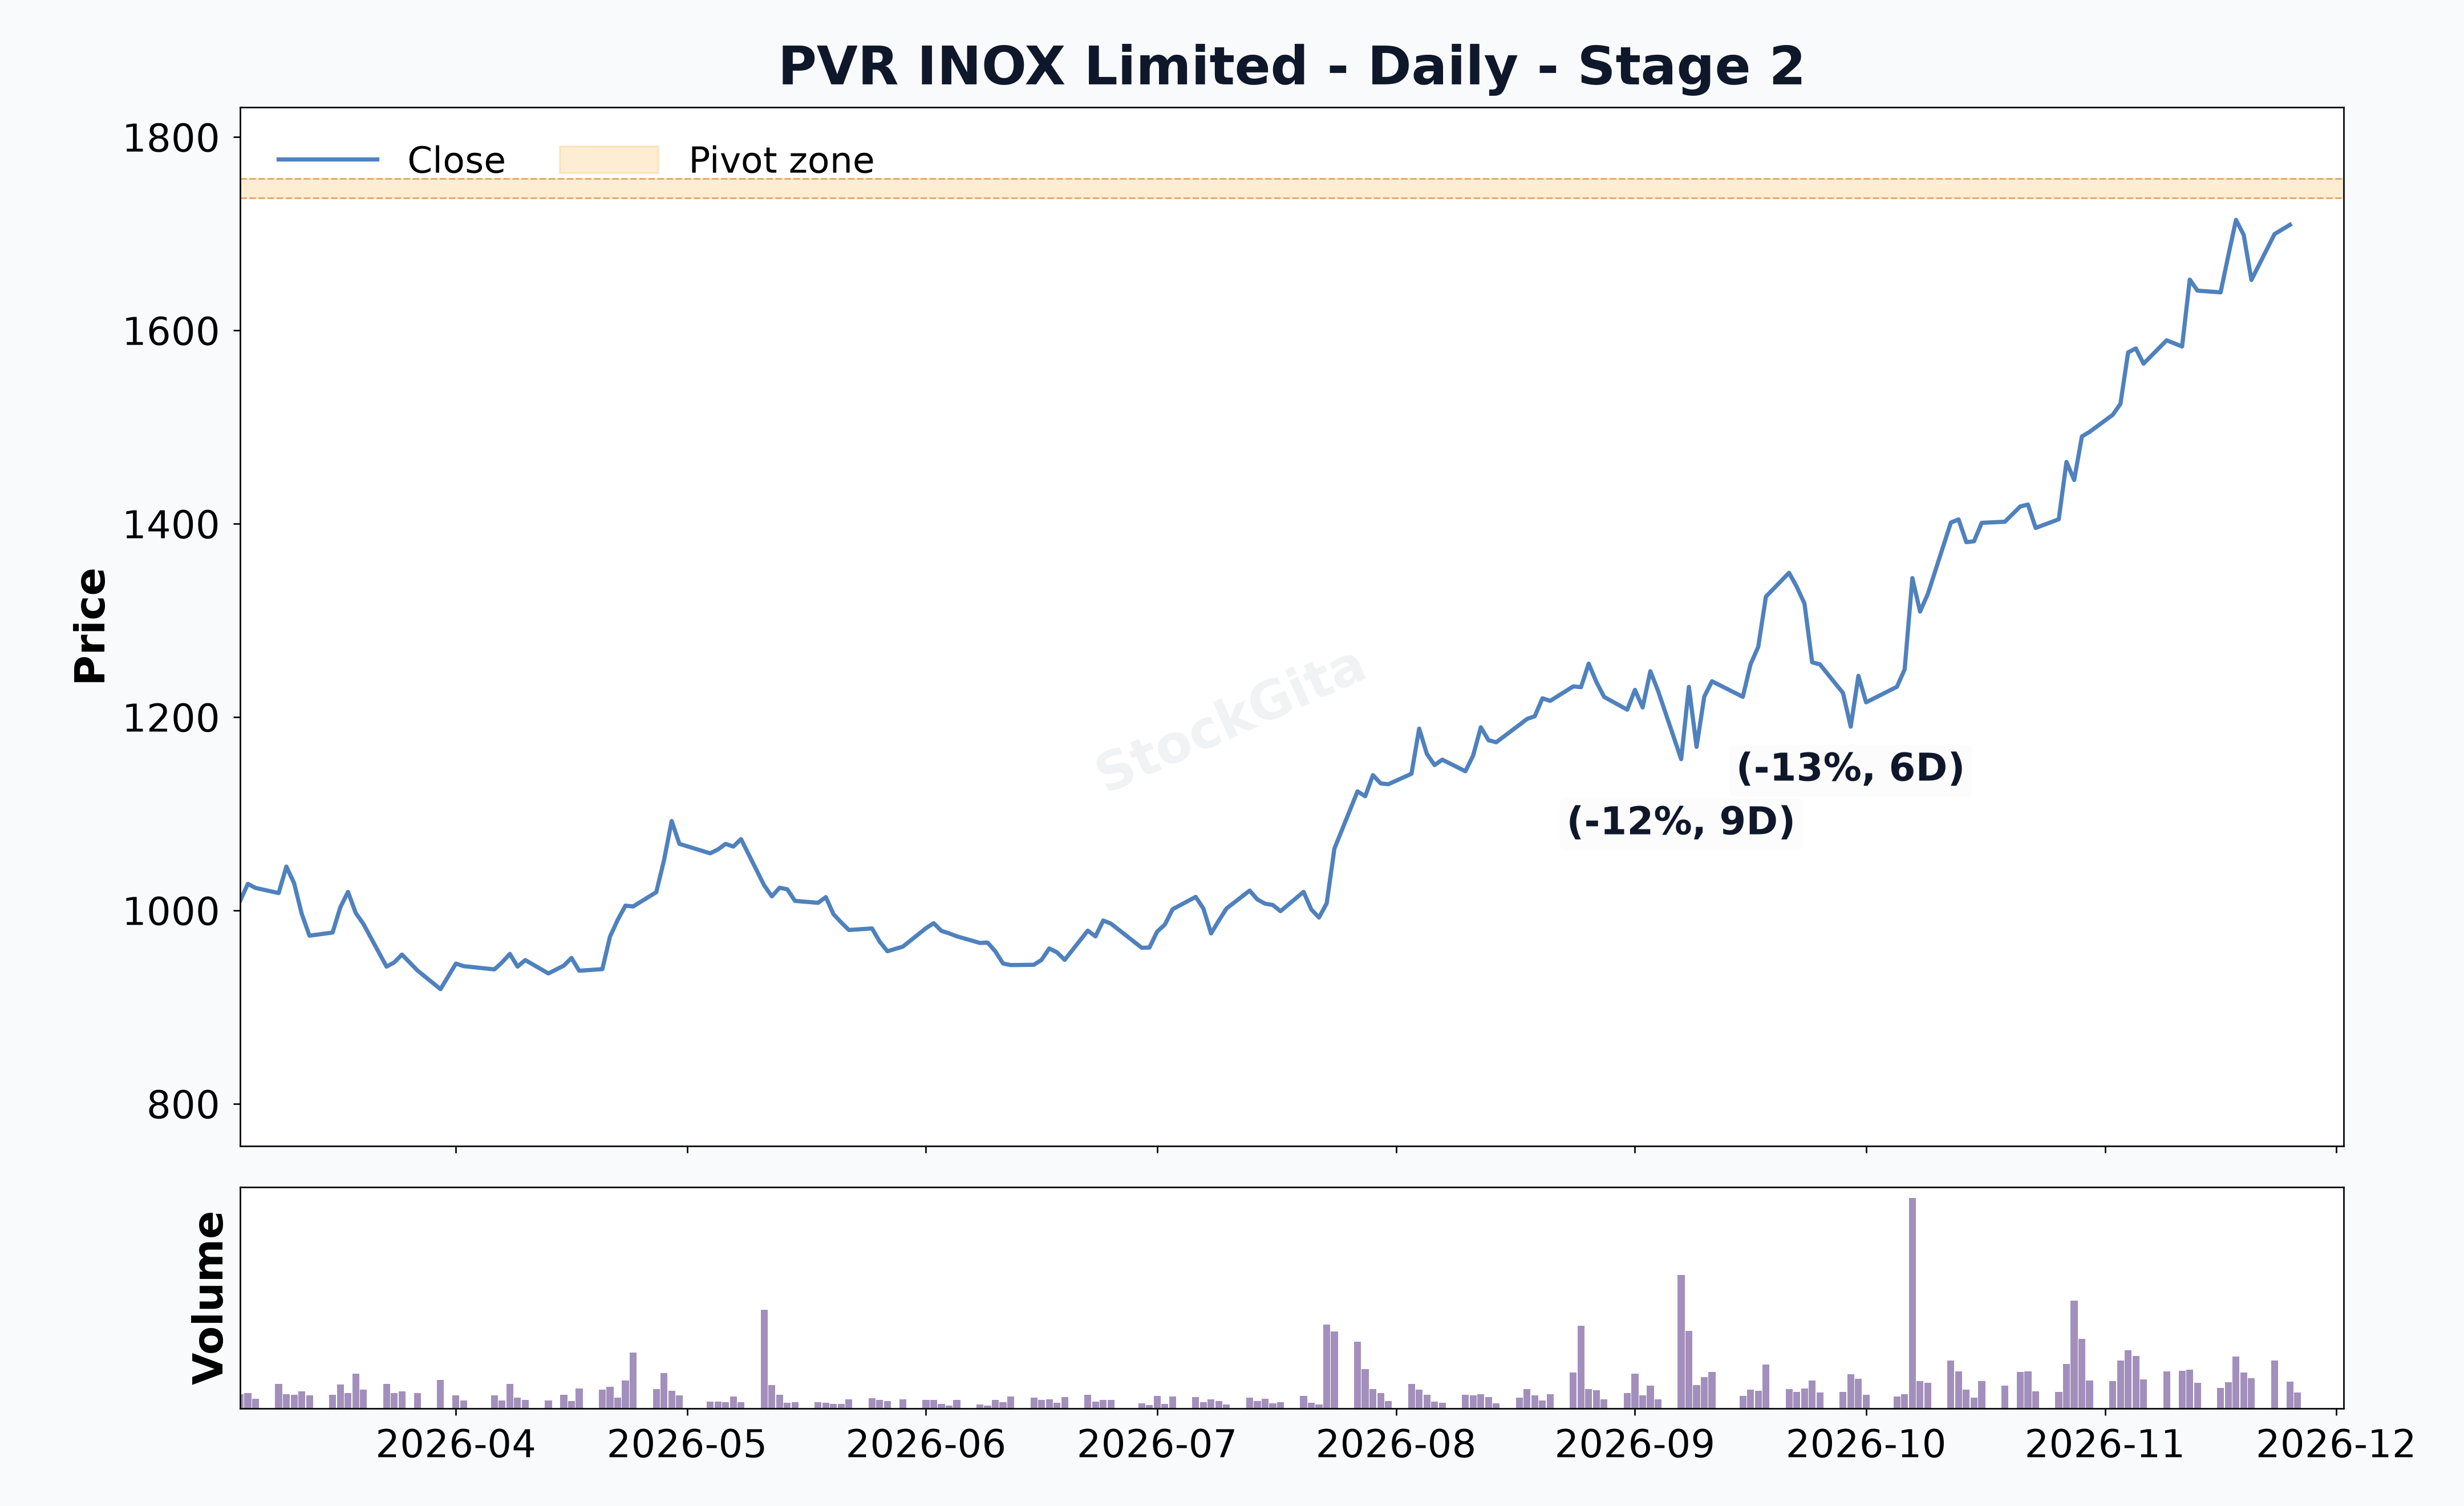 PVR INOX Limited - Daily - Stage 2
Close
Pivot zone
1800
1600
1400
1200
1000
800
Price
StockGita
(-13%, 6D)
(-12%, 9D)
Volume
2026-04
2026-05
2026-06
2026-07
2026-08
2026-09
2026-10
2026-11
2026-12